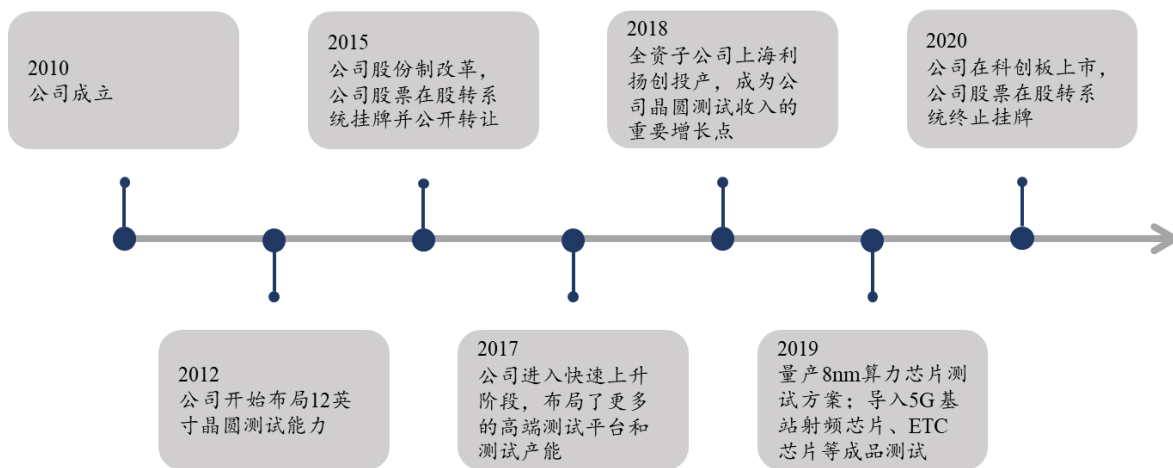 2010
公司成立
2012
公司开始布局12英
寸晶圆测试能力
2015
公司股份制改革，
公司股票在股转系
统挂牌并公开转让
2017
公司进入快速上升
阶段，布局了更多
的高端测试平台和
测试产能
2018
全资子公司上海利
扬创投产，成为公
司晶圆测试收入的
重要增长点
2019
量产8nm算力芯片测
试方案；导入5G 基
站射频芯片、ETC
芯片等成品测试
2020
公司在科创板上市，
公司股票在股转系
统终止挂牌